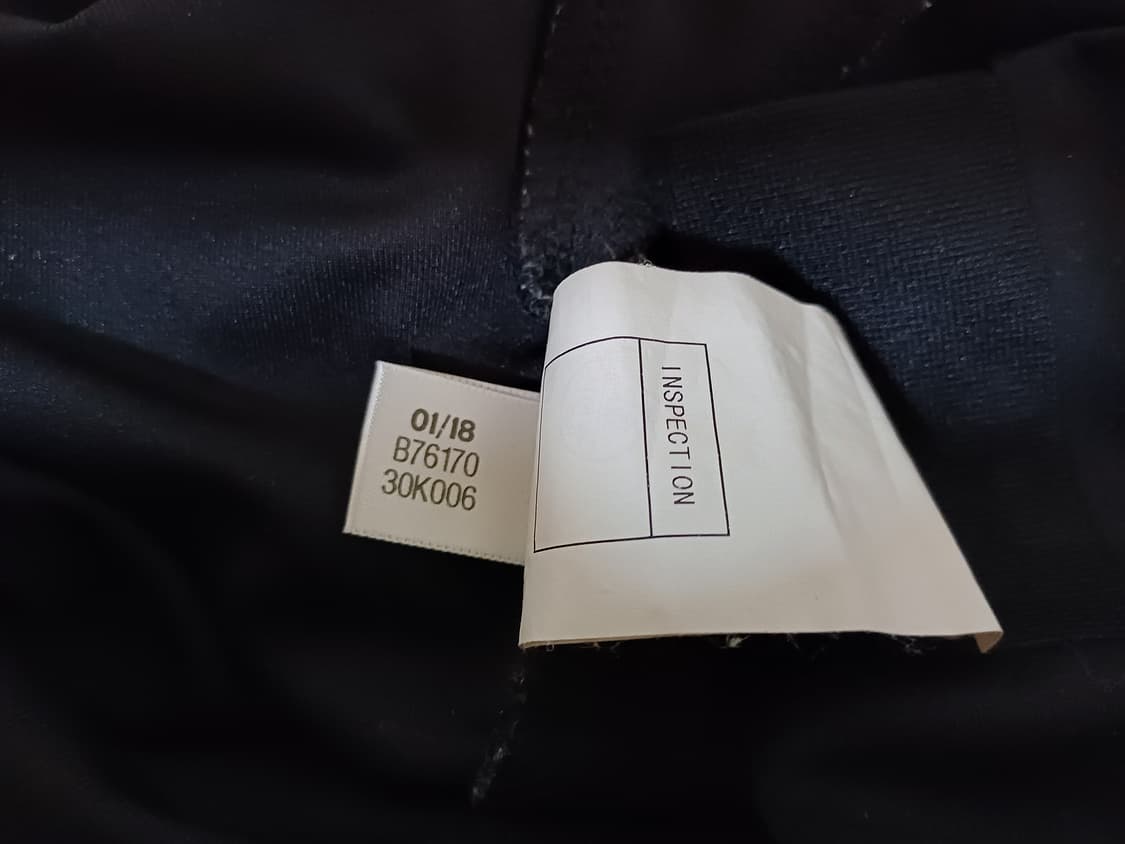 01/18
B76170
30K006
INSPECTION